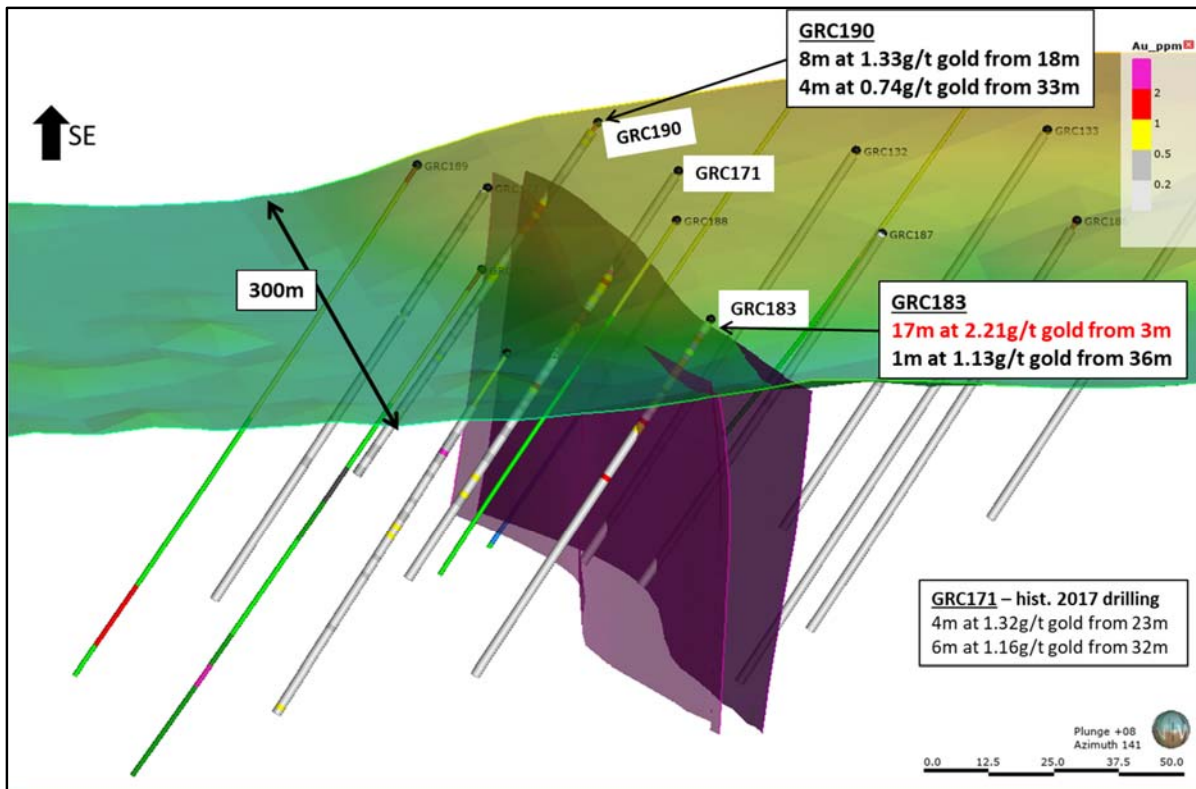 GRC190
8m at 1.33g/t gold from 18m
4m at 0.74g/t gold from 33m
Au_ppm
2
1
0.5
0.2
SE
GRC190
GRC189
GRC171
GRC132
GRC133
GRC188
GRC187
300m
GRC183
GRC183
17m at 2.21g/t gold from 3m
1m at 1.13g/t gold from 36m
GRC171 – hist. 2017 drilling
4m at 1.32g/t gold from 23m
6m at 1.16g/t gold from 32m
Plunge +08
Azimuth 141
0.0 12.5 25.0 37.5 50.0